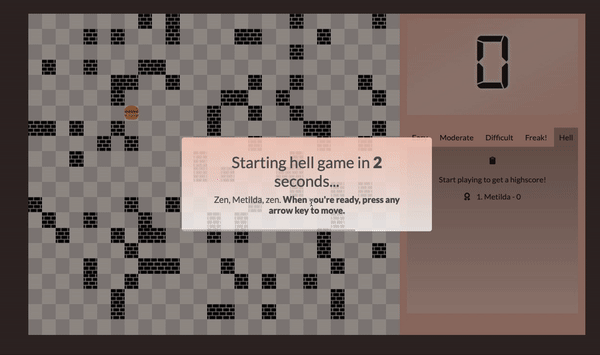 0
Moderate Difficult Freak! Hell
Start playing to get a highscore!
1. Metilda - 0
Starting hell game in 2
seconds...
Zen, Metilda, zen. When you're ready, press any
arrow key to move.